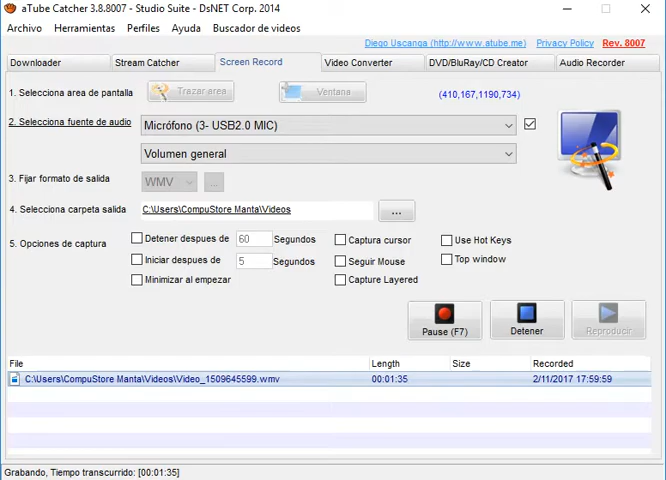 aTube Catcher 3.8.8007 - Studio Suite - DsNET Corp. 2014
Archivo Herramientas Perfiles Ayuda Buscador de videos
Diego Uscanga (http://www.atube.me) Privacy Policy Rev. 8007
Downloader Stream Catcher Screen Record Video Converter DVD/BluRay/CD Creator Audio Recorder
1. Selecciona area de pantalla Trazar area Ventana (410,167,1190,734)
2. Selecciona fuente de audio Micrófono (3- USB2.0 MIC)
Volumen general
3. Fijar formato de salida WMV ...
4. Selecciona carpeta salida C:\Users\CompuStore Manta\Videos ...
5. Opciones de captura Detener despues de 60 Segundos Captura cursor Use Hot Keys
Iniciar despues de 5 Segundos Seguir Mouse Top window
Minimizar al empezar Capture Layered
Pause (F7) Detener Reproducir
File Length Size Recorded
C:\Users\CompuStore Manta\Videos\Video_1509645599.wmv 00:01:35 2/11/2017 17:59:59
Grabando, Tiempo transcurrido: [00:01:35]